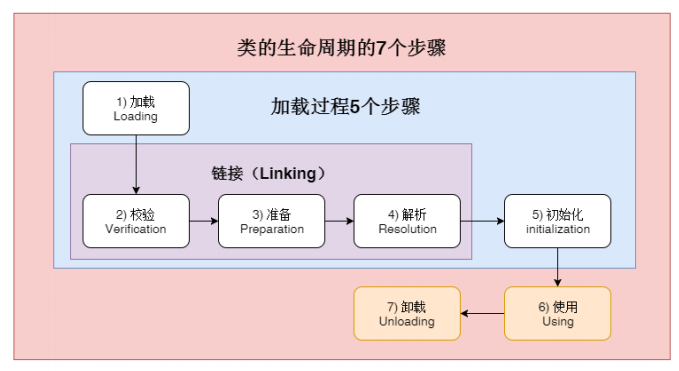 类的生命周期的7个步骤
加载过程5个步骤
1) 加载
Loading
链接（Linking）
2) 校验
Verification
3) 准备
Preparation
4) 解析
Resolution
5) 初始化
initialization
7) 卸载
Unloading
6) 使用
Using